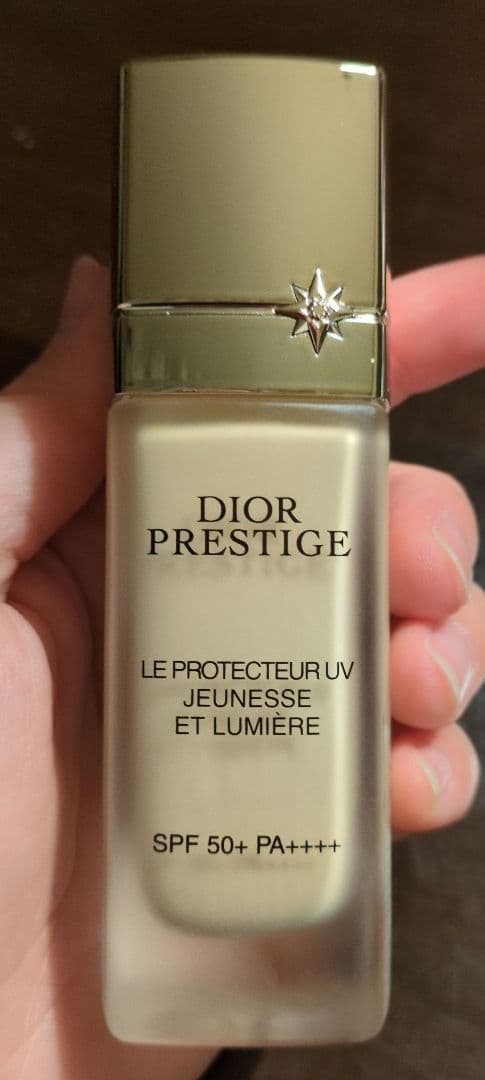 DIOR
PRESTIGE
LE PROTECTEUR UV
JEUNESSE
ET LUMIÈRE
SPF 50+ PA++++